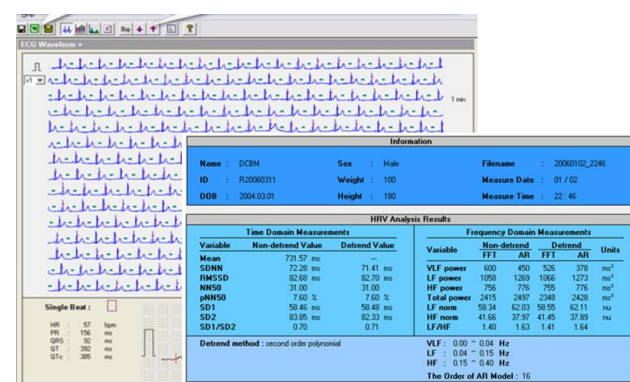 ECG Waveform
x1
1 min
Information
Name : DCBM Sex : Male Filename : 20060102_2246
ID : R20060311 Weight : 100 Measure Date : 01 / 02
DOB : 2004.03.01 Height : 180 Measure Time : 22 : 46
HRV Analysis Results
Time Domain Measurements Frequency Domain Measurements
Variable Non-detrend Value Detrend Value Variable Non-detrend Detrend Units
FFT AR FFT AR
Mean 731.57 ms ---
SDNN 72.28 ms 71.41 ms VLF power 600 450 526 378 ms²
RMSSD 82.68 ms 82.70 ms LF power 1058 1269 1066 1273 ms²
NN50 31.00 31.00 HF power 756 776 755 776 ms²
pNN50 7.60 % 7.60 % Total power 2415 2497 2348 2428 ms²
SD1 58.46 ms 58.48 ms LF norm 58.34 62.03 58.55 62.11 nu
SD2 83.85 ms 82.33 ms HF norm 41.66 37.97 41.45 37.89 nu
SD1/SD2 0.70 0.71 LF/HF 1.40 1.63 1.41 1.64
Detrend method : second order polynomial
VLF : 0.00 ~ 0.04 Hz
LF : 0.04 ~ 0.15 Hz
HF : 0.15 ~ 0.40 Hz
The Order of AR Model : 16
Single Beat :
HR : 57 bpm
PR : 156 ms
QRS : 92 ms
QT : 392 ms
QTc : 385 ms